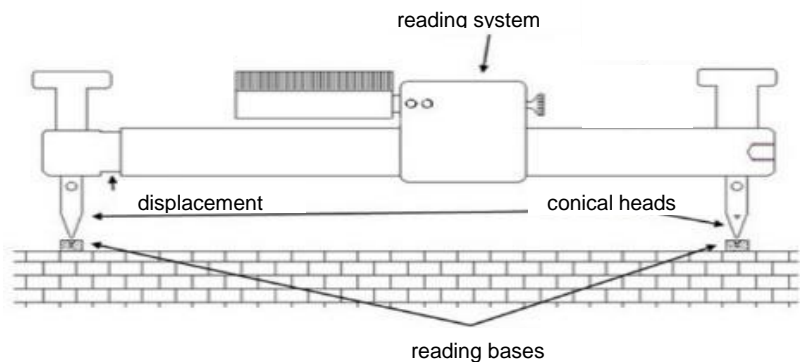 reading system
displacement
conical heads
reading bases